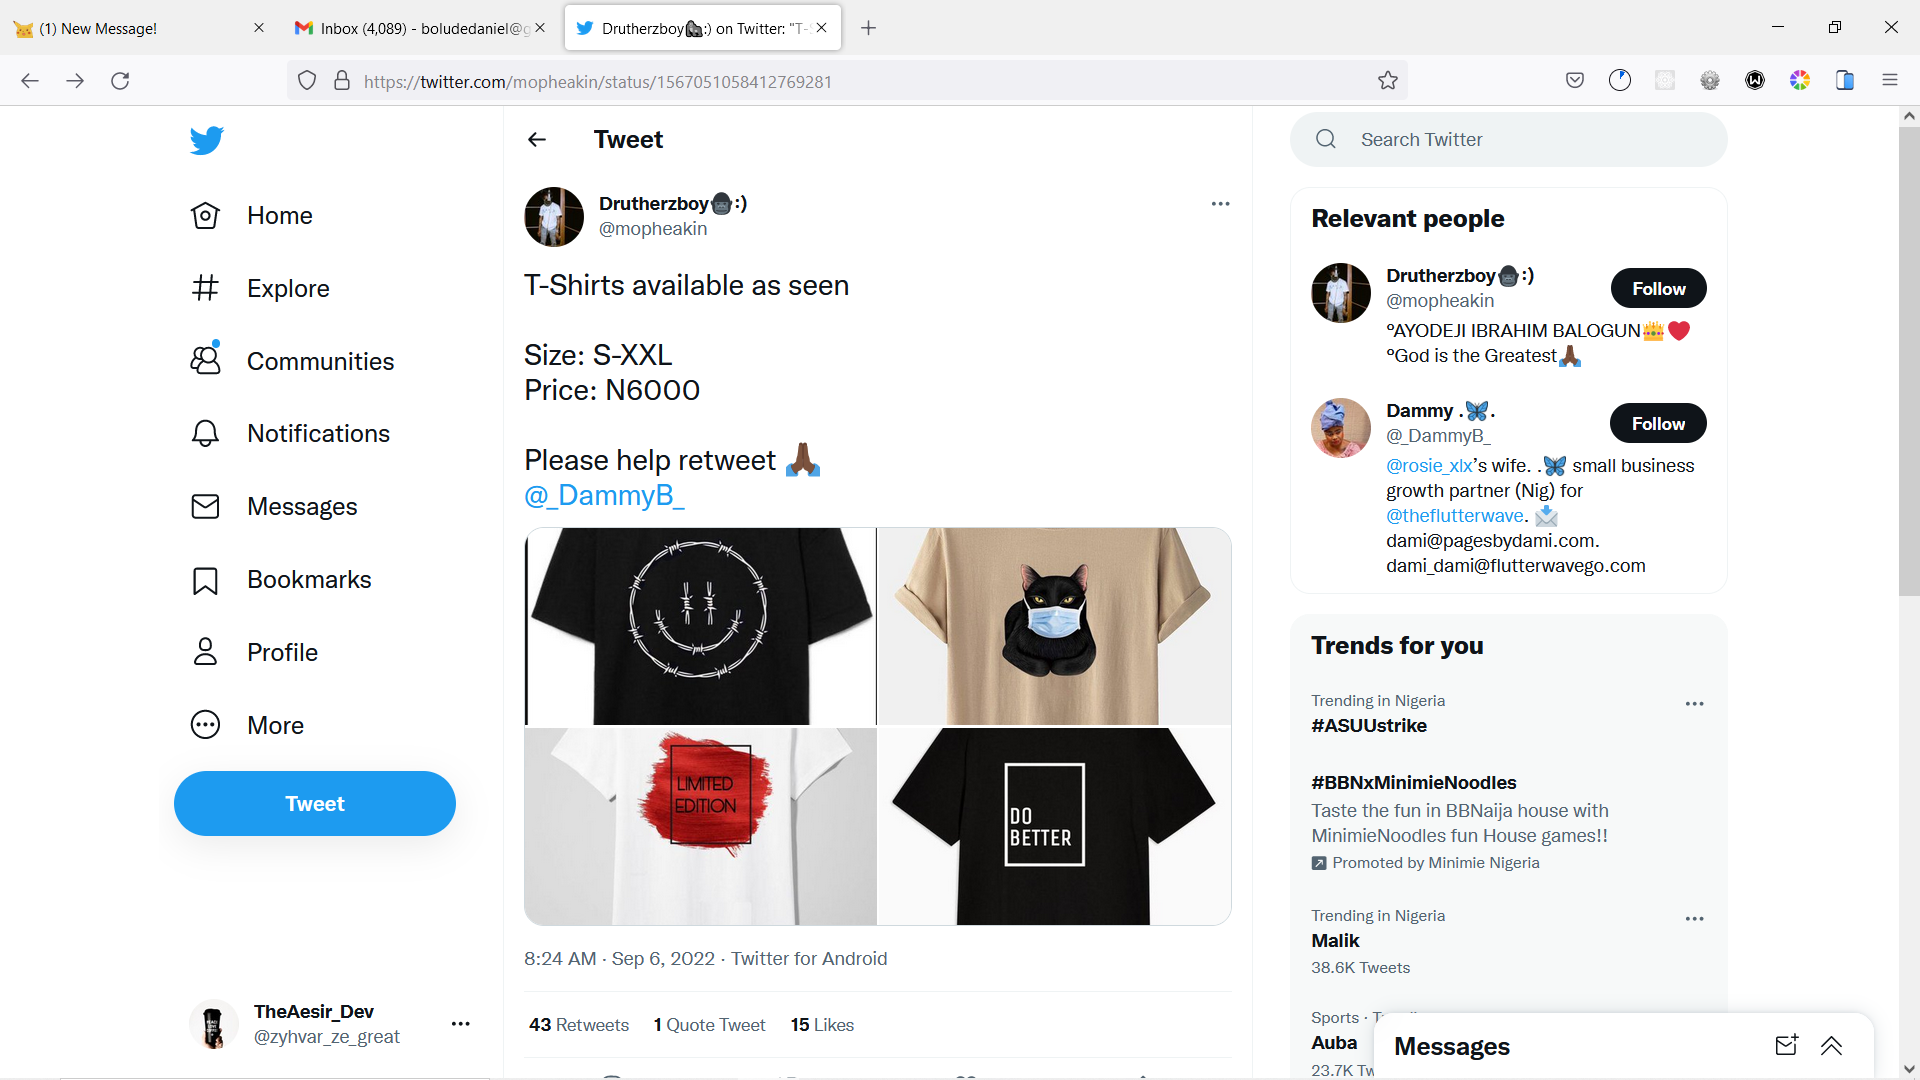 (1) New Message!
Inbox (4,089) - boludedaniel@g
Drutherzboy🦍:) on Twitter: "T-S
https://twitter.com/mopheakin/status/1567051058412769281
Home
Explore
Communities
Notifications
Messages
Bookmarks
Profile
More
Tweet
TheAesir_Dev
@zyhvar_ze_great
Tweet
Drutherzboy🦍:)
@mopheakin
T-Shirts available as seen
Size: S-XXL
Price: N6000
Please help retweet 🙏🏾
@_DammyB_
LIMITED
EDITION
DO
BETTER
8:24 AM · Sep 6, 2022 · Twitter for Android
43 Retweets 1 Quote Tweet 15 Likes
Search Twitter
Relevant people
Drutherzboy🦍:)
@mopheakin
Follow
ºAYODEJI IBRAHIM BALOGUN👑❤️
ºGod is the Greatest🙏🏾
Dammy .🦋.
@_DammyB_
Follow
@rosie_xlx’s wife. .🦋 small business
growth partner (Nig) for
@theflutterwave. 📩
dami@pagesbydami.com.
dami_dami@flutterwavego.com
Trends for you
Trending in Nigeria
#ASUUstrike
#BBNxMinimieNoodles
Taste the fun in BBNaija house with
MinimieNoodles fun House games!!
Promoted by Minimie Nigeria
Trending in Nigeria
Malik
38.6K Tweets
Sports ·
Auba
23.7K Tw
Messages